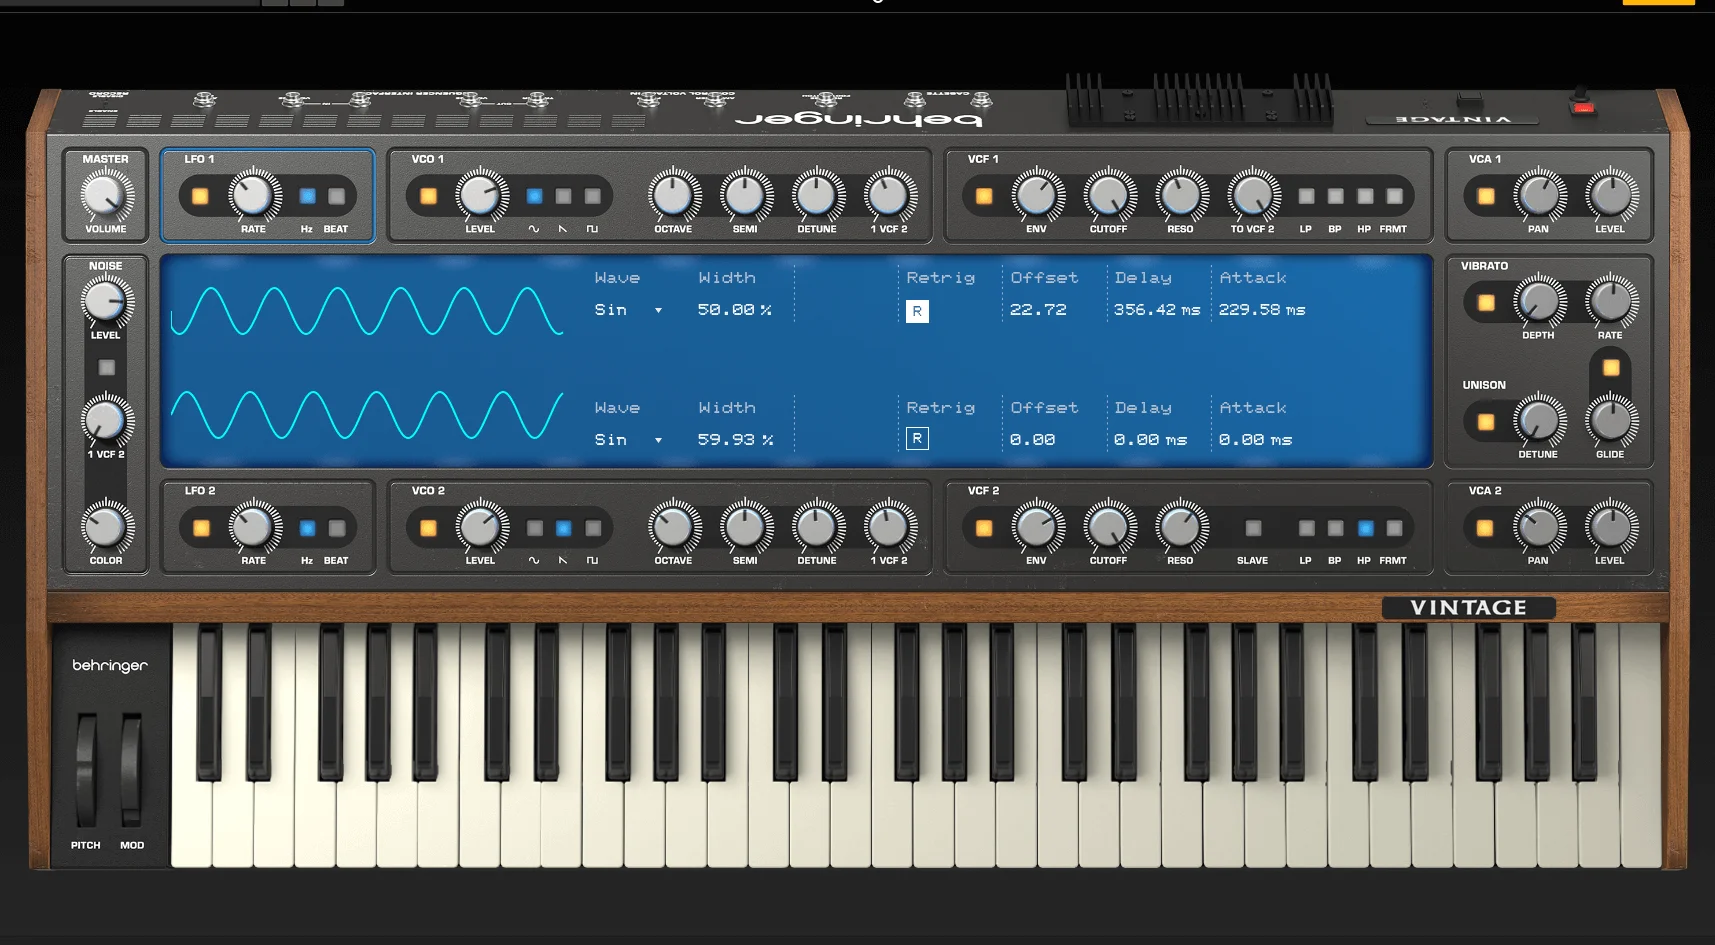 behringer
VINTAGE
MASTER
VOLUME
LFO 1
RATE Hz BEAT
VCO 1
LEVEL OCTAVE SEMI DETUNE 1 VCF 2
VCF 1
ENV CUTOFF RESO TO VCF 2 LP BP HP FRMT
VCA 1
PAN LEVEL
NOISE
LEVEL
1 VCF 2
COLOR
Wave Width Retrig Offset Delay Attack
Sin 50.00 % R 22.72 356.42 ms 229.58 ms
Wave Width Retrig Offset Delay Attack
Sin 59.93 % R 0.00 0.00 ms 0.00 ms
VIBRATO
DEPTH RATE
UNISON
DETUNE GLIDE
LFO 2
RATE Hz BEAT
VCO 2
LEVEL OCTAVE SEMI DETUNE 1 VCF 2
VCF 2
ENV CUTOFF RESO SLAVE LP BP HP FRMT
VCA 2
PAN LEVEL
VINTAGE
behringer
PITCH MOD